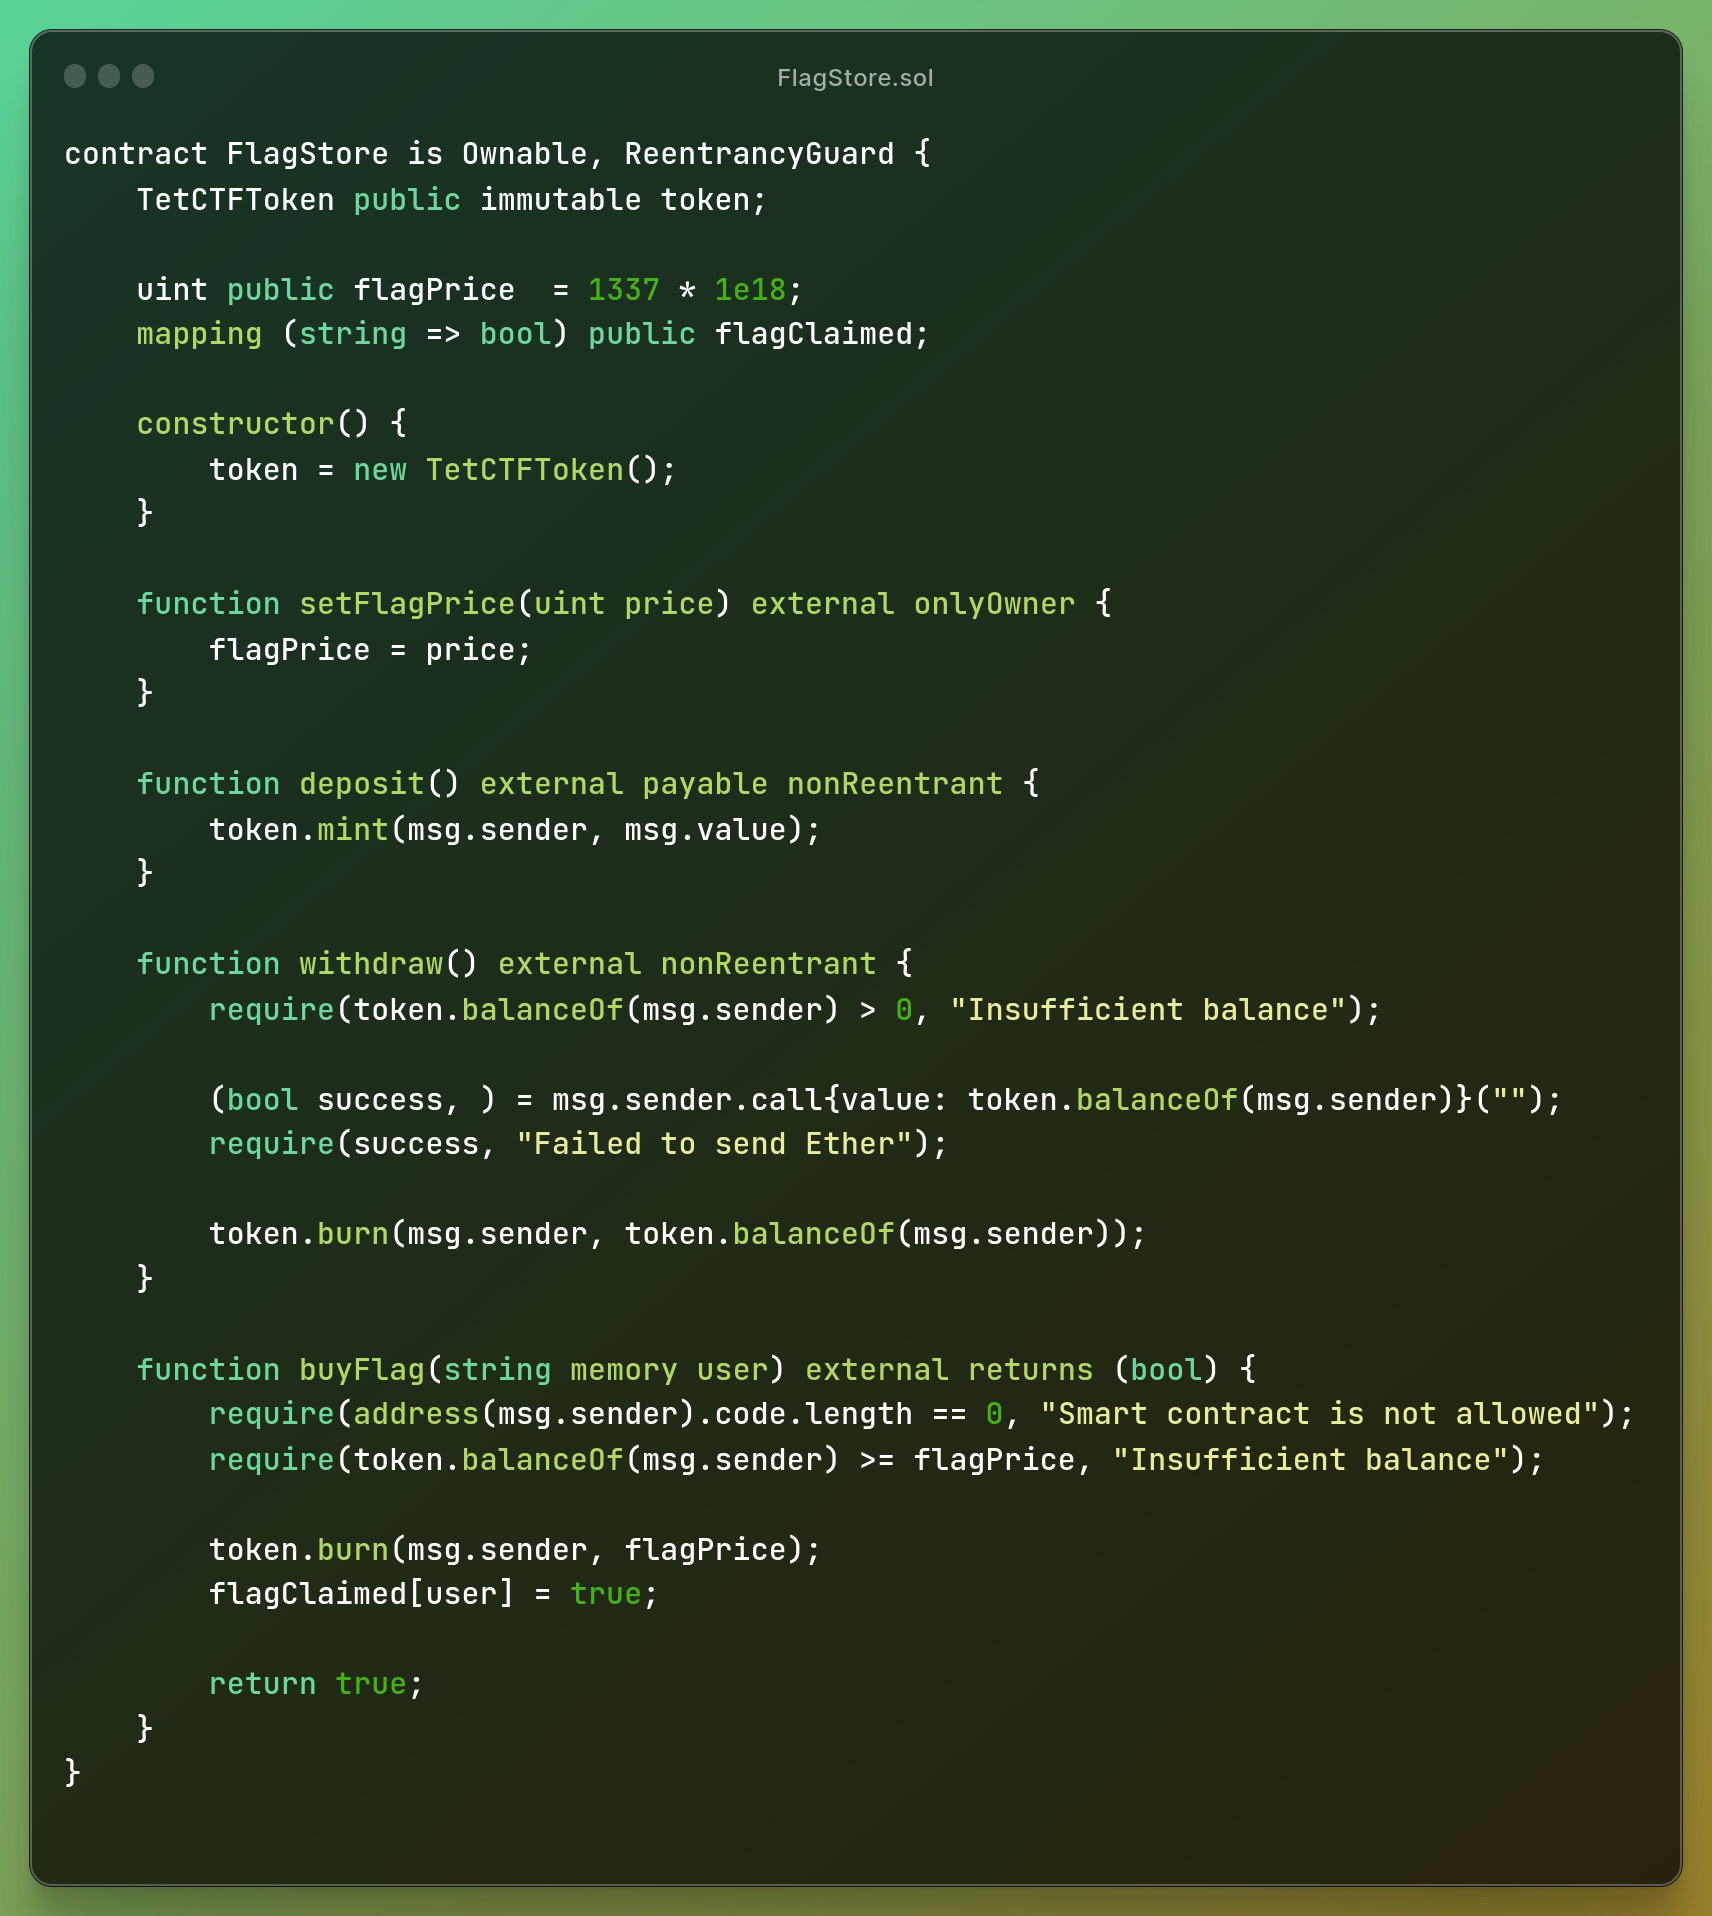 FlagStore.sol
contract FlagStore is Ownable, ReentrancyGuard {
    TetCTFToken public immutable token;

    uint public flagPrice  = 1337 * 1e18;
    mapping (string => bool) public flagClaimed;

    constructor() {
        token = new TetCTFToken();
    }

    function setFlagPrice(uint price) external onlyOwner {
        flagPrice = price;
    }

    function deposit() external payable nonReentrant {
        token.mint(msg.sender, msg.value);
    }

    function withdraw() external nonReentrant {
        require(token.balanceOf(msg.sender) > 0, "Insufficient balance");

        (bool success, ) = msg.sender.call{value: token.balanceOf(msg.sender)}("");
        require(success, "Failed to send Ether");

        token.burn(msg.sender, token.balanceOf(msg.sender));
    }

    function buyFlag(string memory user) external returns (bool) {
        require(address(msg.sender).code.length == 0, "Smart contract is not allowed");
        require(token.balanceOf(msg.sender) >= flagPrice, "Insufficient balance");

        token.burn(msg.sender, flagPrice);
        flagClaimed[user] = true;

        return true;
    }
}